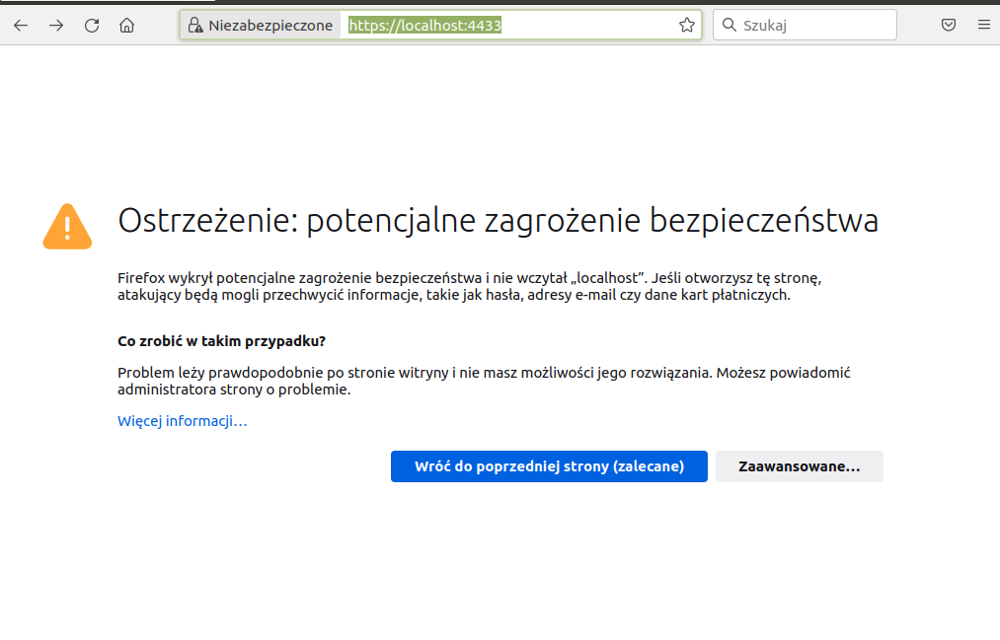 Niezabezpieczone https://localhost:4433 Szukaj
Ostrzeżenie: potencjalne zagrożenie bezpieczeństwa
Firefox wykrył potencjalne zagrożenie bezpieczeństwa i nie wczytał „localhost”. Jeśli otworzysz tę stronę,
atakujący będą mogli przechwycić informacje, takie jak hasła, adresy e-mail czy dane kart płatniczych.
Co zrobić w takim przypadku?
Problem leży prawdopodobnie po stronie witryny i nie masz możliwości jego rozwiązania. Możesz powiadomić
administratora strony o problemie.
Więcej informacji…
Wróć do poprzedniej strony (zalecane) Zaawansowane…